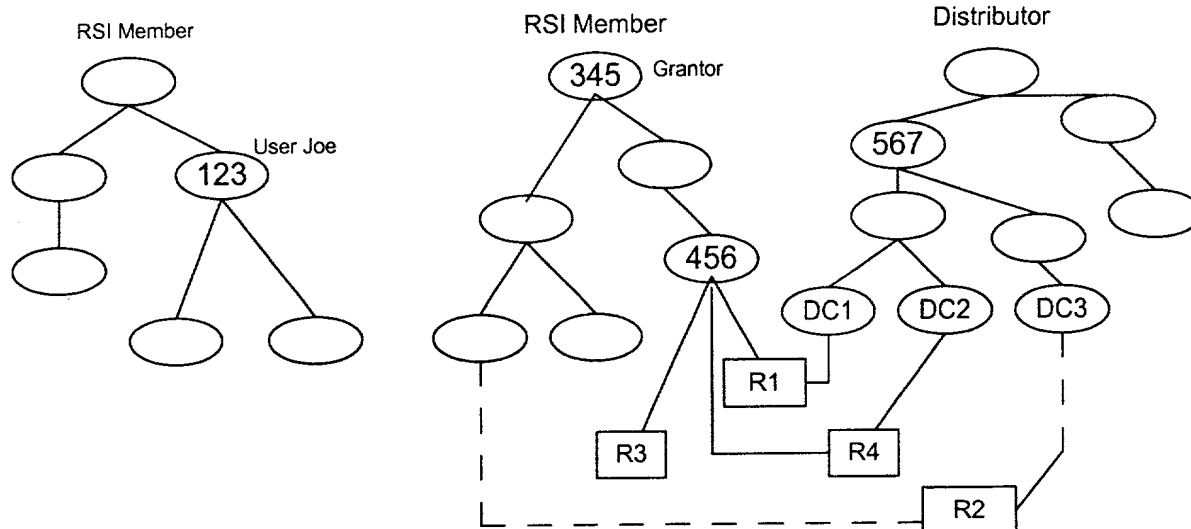 RSI Member
RSI Member
Distributor
345
Grantor
User Joe
123
567
456
DC1
DC2
DC3
R1
R3
R4
R2